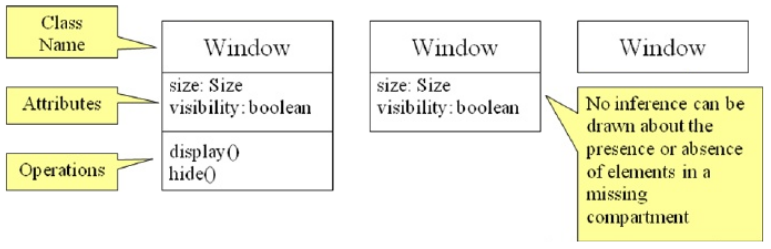 Class
Name
Window
Window
Window
Attributes
size: Size
visibility: boolean
size: Size
visibility: boolean
No inference can be
drawn about the
presence or absence
of elements in a
missing
compartment
Operations
display()
hide()